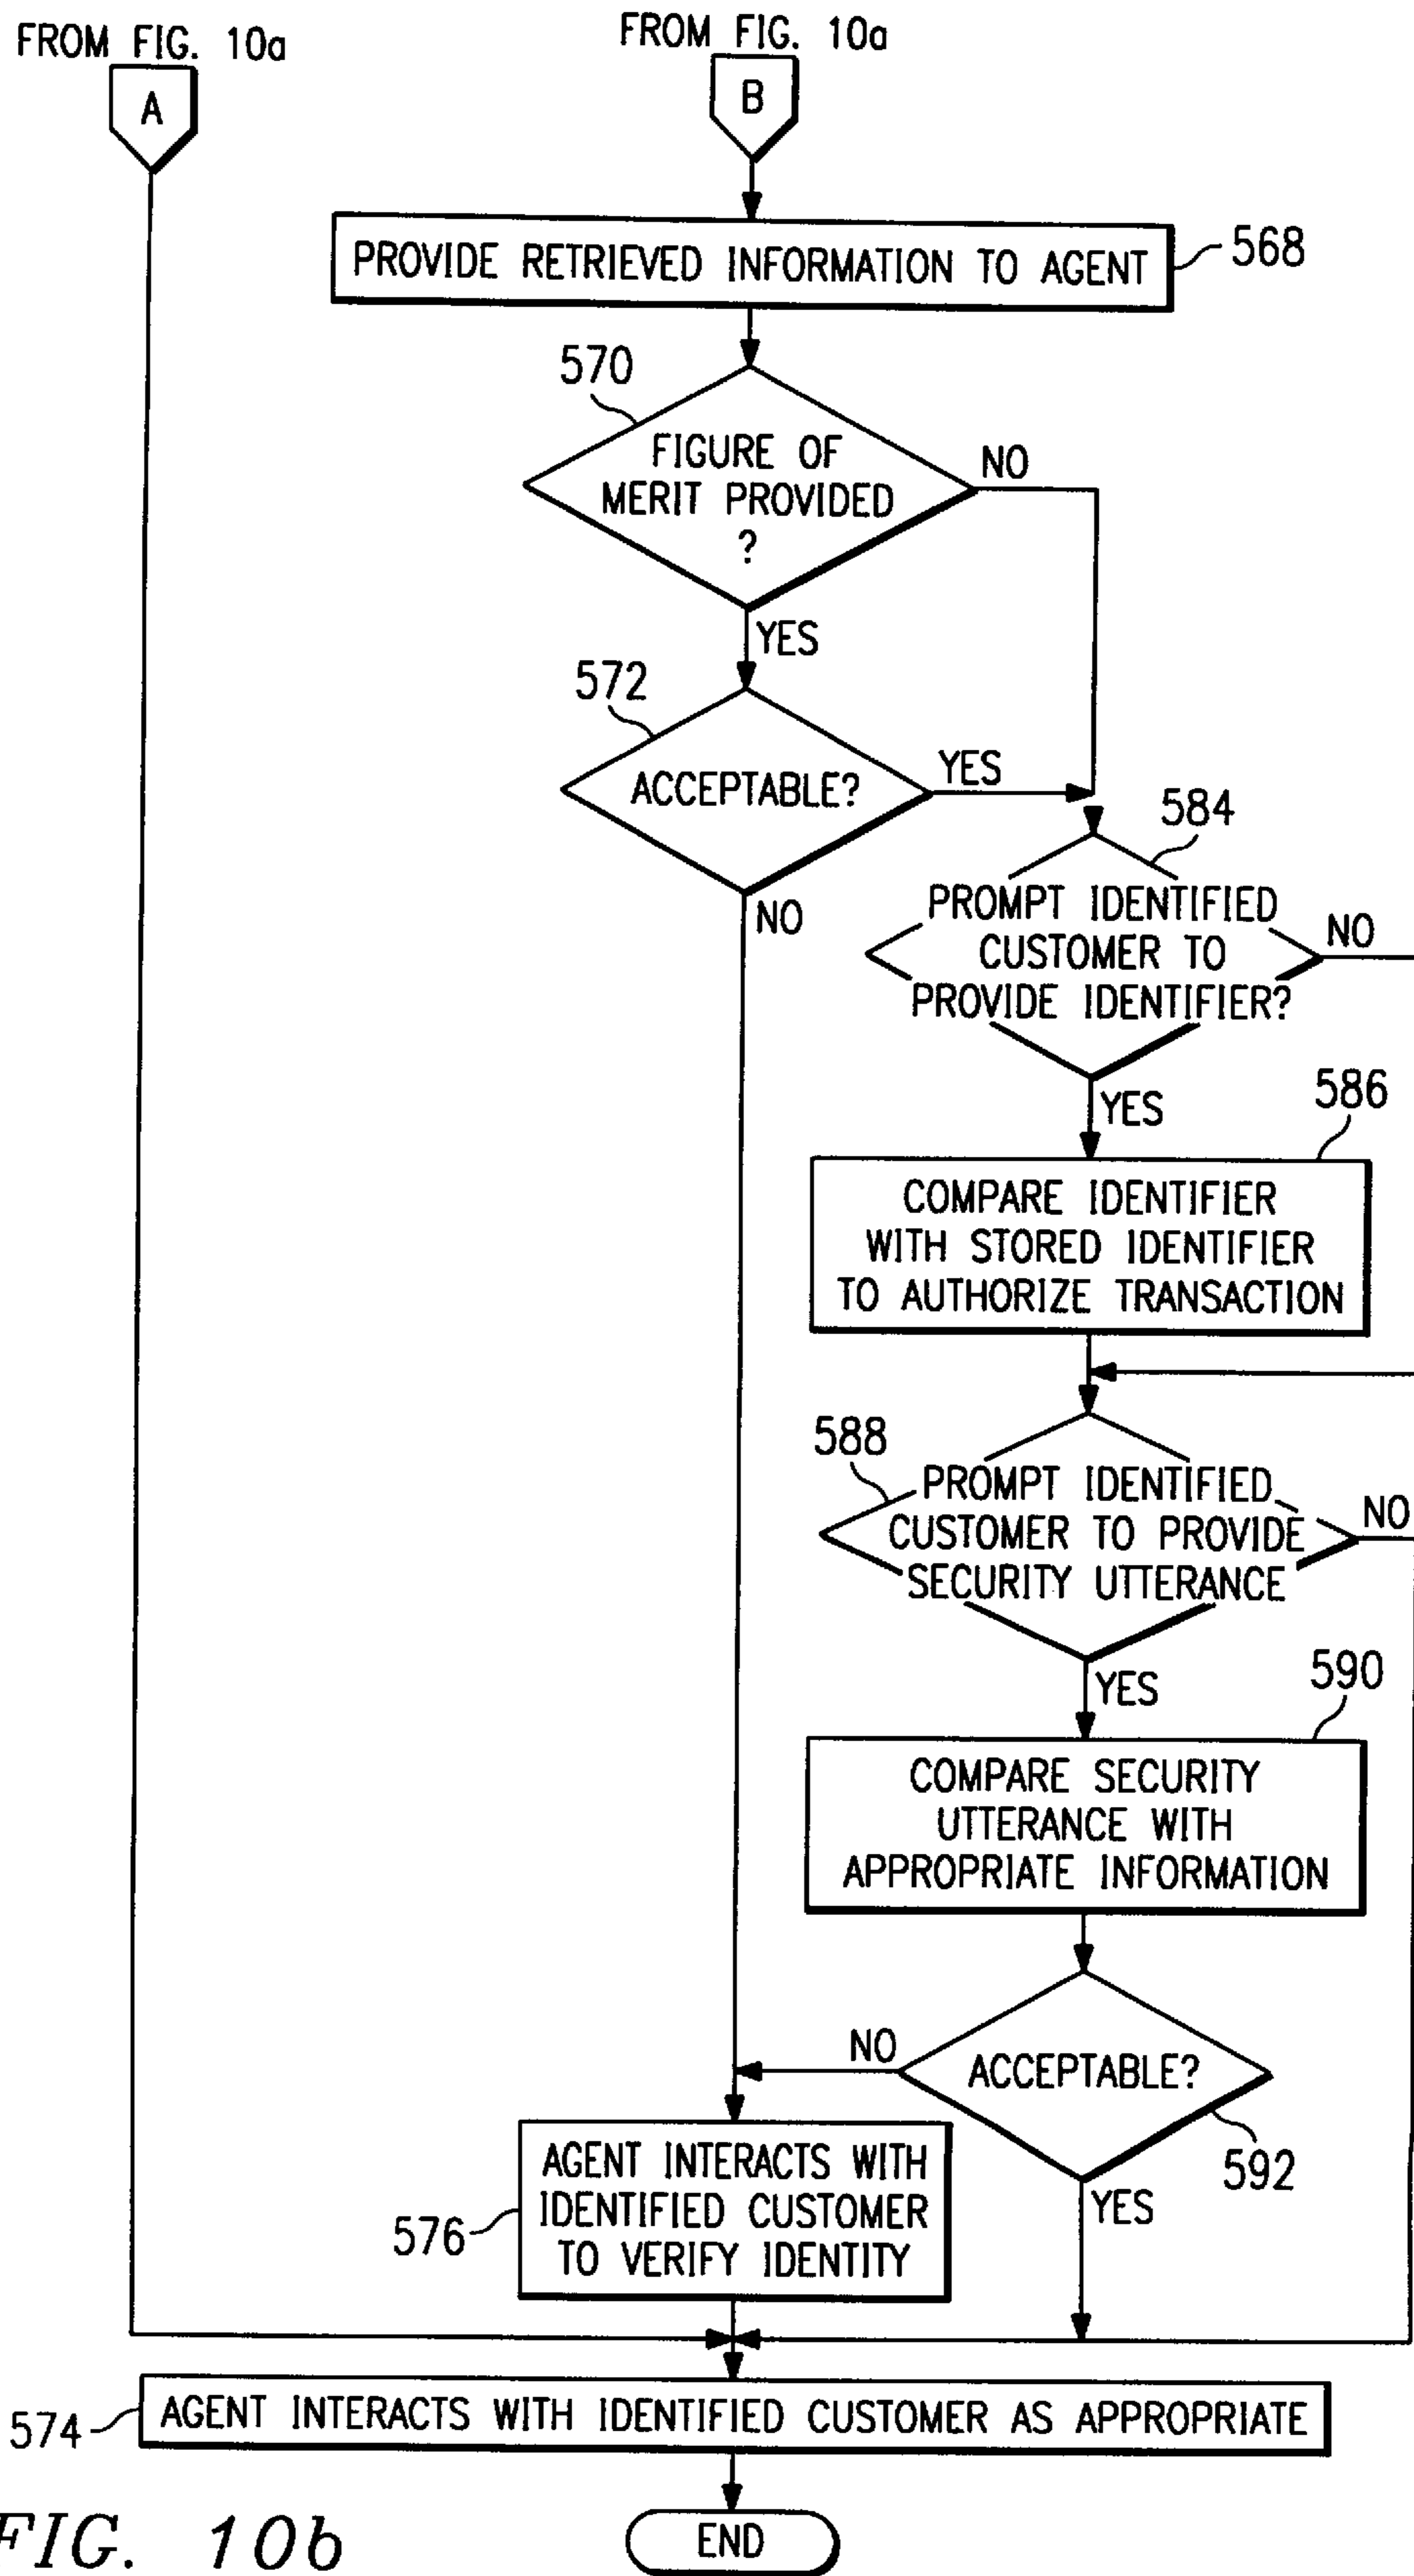 FROM FIG. 10a
A
FROM FIG. 10a
B
PROVIDE RETRIEVED INFORMATION TO AGENT
568
570
FIGURE OF
MERIT PROVIDED
?
NO
YES
572
ACCEPTABLE?
YES
NO
584
PROMPT IDENTIFIED
CUSTOMER TO
PROVIDE IDENTIFIER?
NO
YES
586
COMPARE IDENTIFIER
WITH STORED IDENTIFIER
TO AUTHORIZE TRANSACTION
588
PROMPT IDENTIFIED
CUSTOMER TO PROVIDE
SECURITY UTTERANCE
NO
YES
590
COMPARE SECURITY
UTTERANCE WITH
APPROPRIATE INFORMATION
NO
ACCEPTABLE?
592
YES
576
AGENT INTERACTS WITH
IDENTIFIED CUSTOMER
TO VERIFY IDENTITY
574
AGENT INTERACTS WITH IDENTIFIED CUSTOMER AS APPROPRIATE
END
FIG. 10b